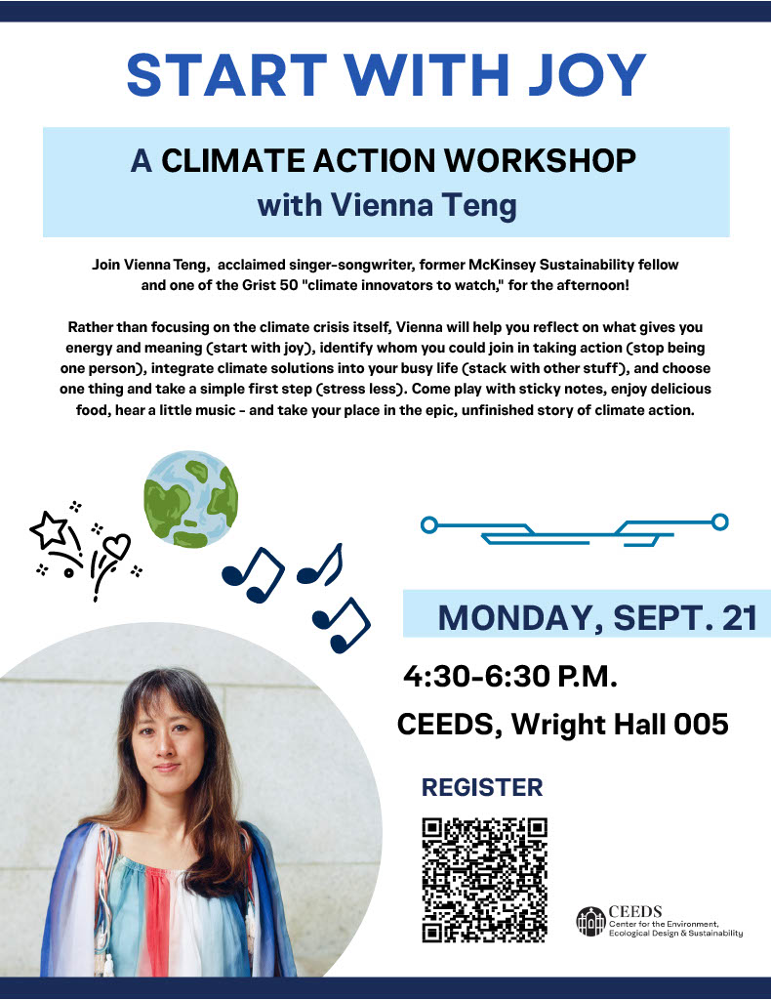 START WITH JOY
A CLIMATE ACTION WORKSHOP
with Vienna Teng
Join Vienna Teng, acclaimed singer-songwriter, former McKinsey Sustainability fellow
and one of the Grist 50 "climate innovators to watch," for the afternoon!
Rather than focusing on the climate crisis itself, Vienna will help you reflect on what gives you
energy and meaning (start with joy), identify whom you could join in taking action (stop being
one person), integrate climate solutions into your busy life (stack with other stuff), and choose
one thing and take a simple first step (stress less). Come play with sticky notes, enjoy delicious
food, hear a little music - and take your place in the epic, unfinished story of climate action.
MONDAY, SEPT. 21
4:30-6:30 P.M.
CEEDS, Wright Hall 005
REGISTER
CEEDS
Center for the Environment,
Ecological Design & Sustainability